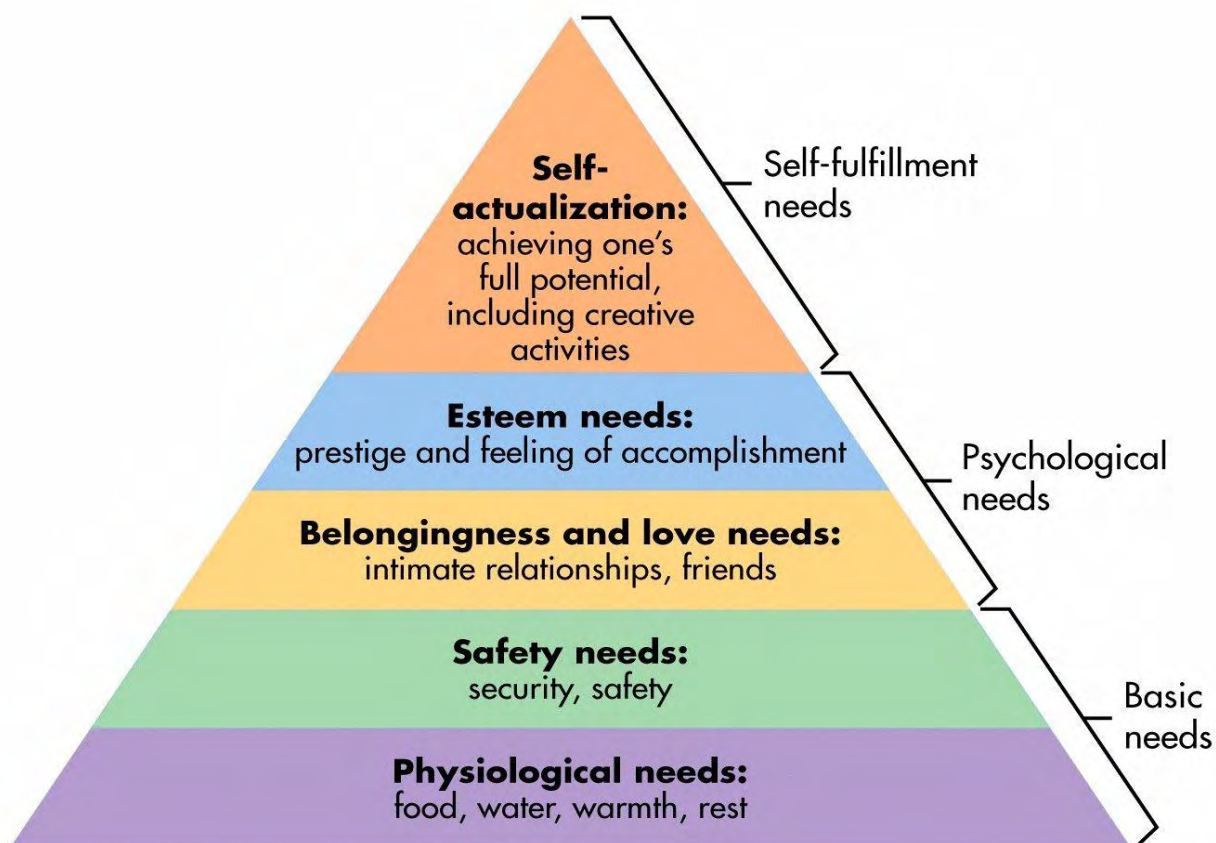 Self-
actualization:
achieving one's
full potential,
including creative
activities
Self-fulfillment
needs
Esteem needs:
prestige and feeling of accomplishment
Psychological
needs
Belongingness and love needs:
intimate relationships, friends
Safety needs:
security, safety
Basic
needs
Physiological needs:
food, water, warmth, rest